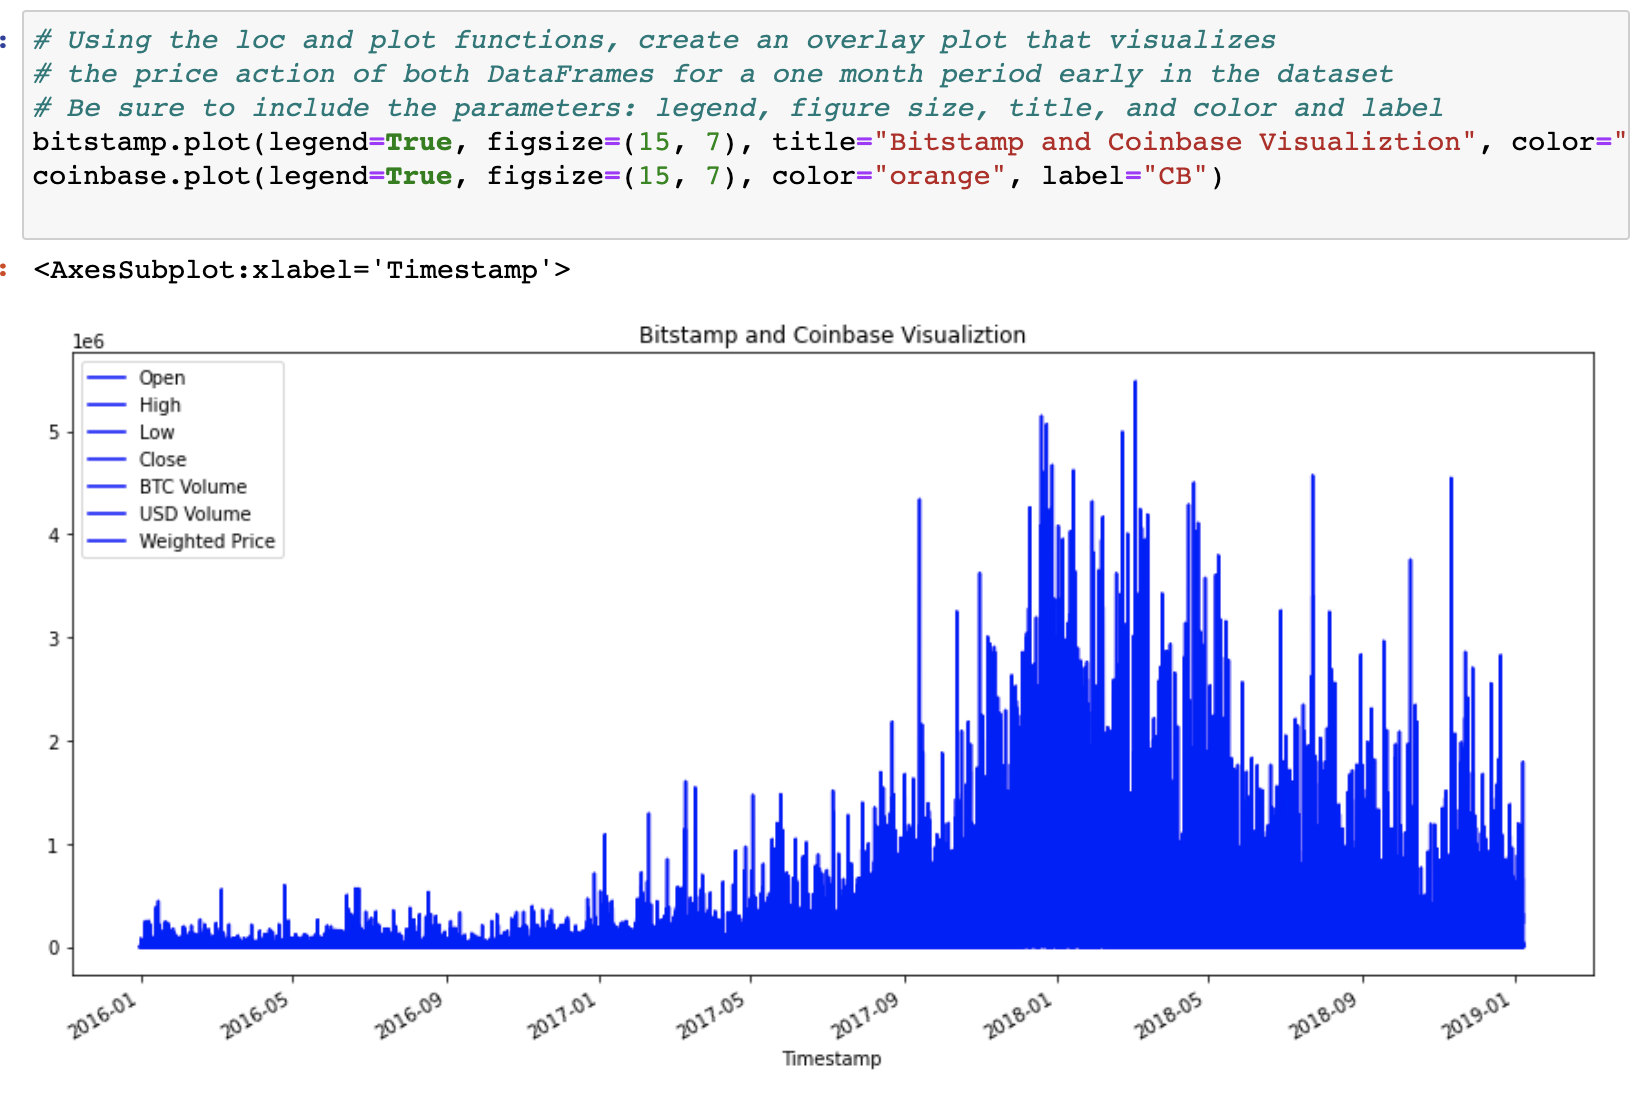 # Using the loc and plot functions, create an overlay plot that visualizes
# the price action of both DataFrames for a one month period early in the dataset
# Be sure to include the parameters: legend, figure size, title, and color and label
bitstamp.plot(legend=True, figsize=(15, 7), title="Bitstamp and Coinbase Visualiztion", color="
coinbase.plot(legend=True, figsize=(15, 7), color="orange", label="CB")
: <AxesSubplot:xlabel='Timestamp'>
Bitstamp and Coinbase Visualiztion
1e6
Open
High
Low
Close
BTC Volume
USD Volume
Weighted Price
5
4
3
2
1
0
2016-01 2016-05 2016-09 2017-01 2017-05 2017-09 2018-01 2018-05 2018-09 2019-01
Timestamp